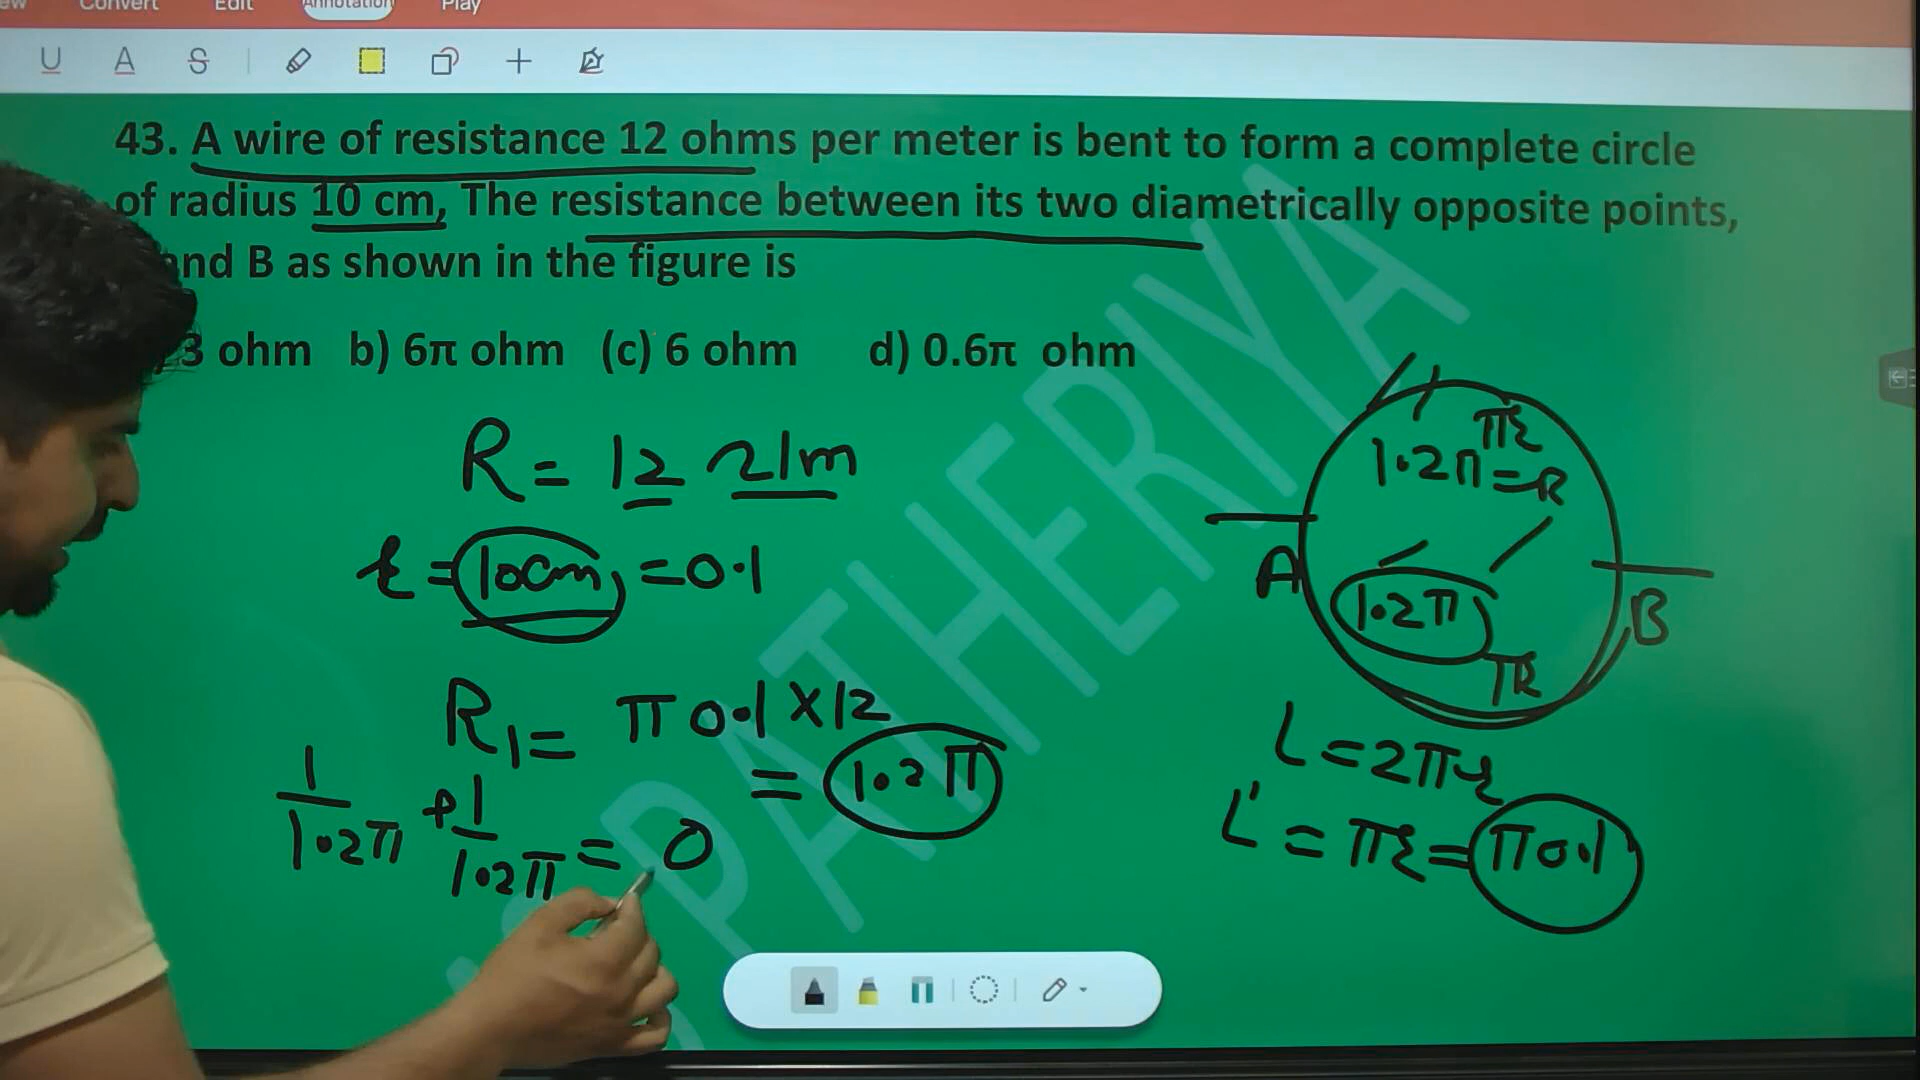 Convert Edit Annotation Play
43. A wire of resistance 12 ohms per meter is bent to form a complete circle
of radius 10 cm, The resistance between its two diametrically opposite points,
and B as shown in the figure is
3 ohm b) 6π ohm (c) 6 ohm d) 0.6π ohm
R = 12 Ω/m
r = 10cm = 0.1
R1 = π 0.1 × 12
= 1.2π
1/1.2π + 1/1.2π = 0
πr
1.2π = R
A
1.2π
B
πr
L = 2πr
L' = πr = π 0.1
PATHERIYA